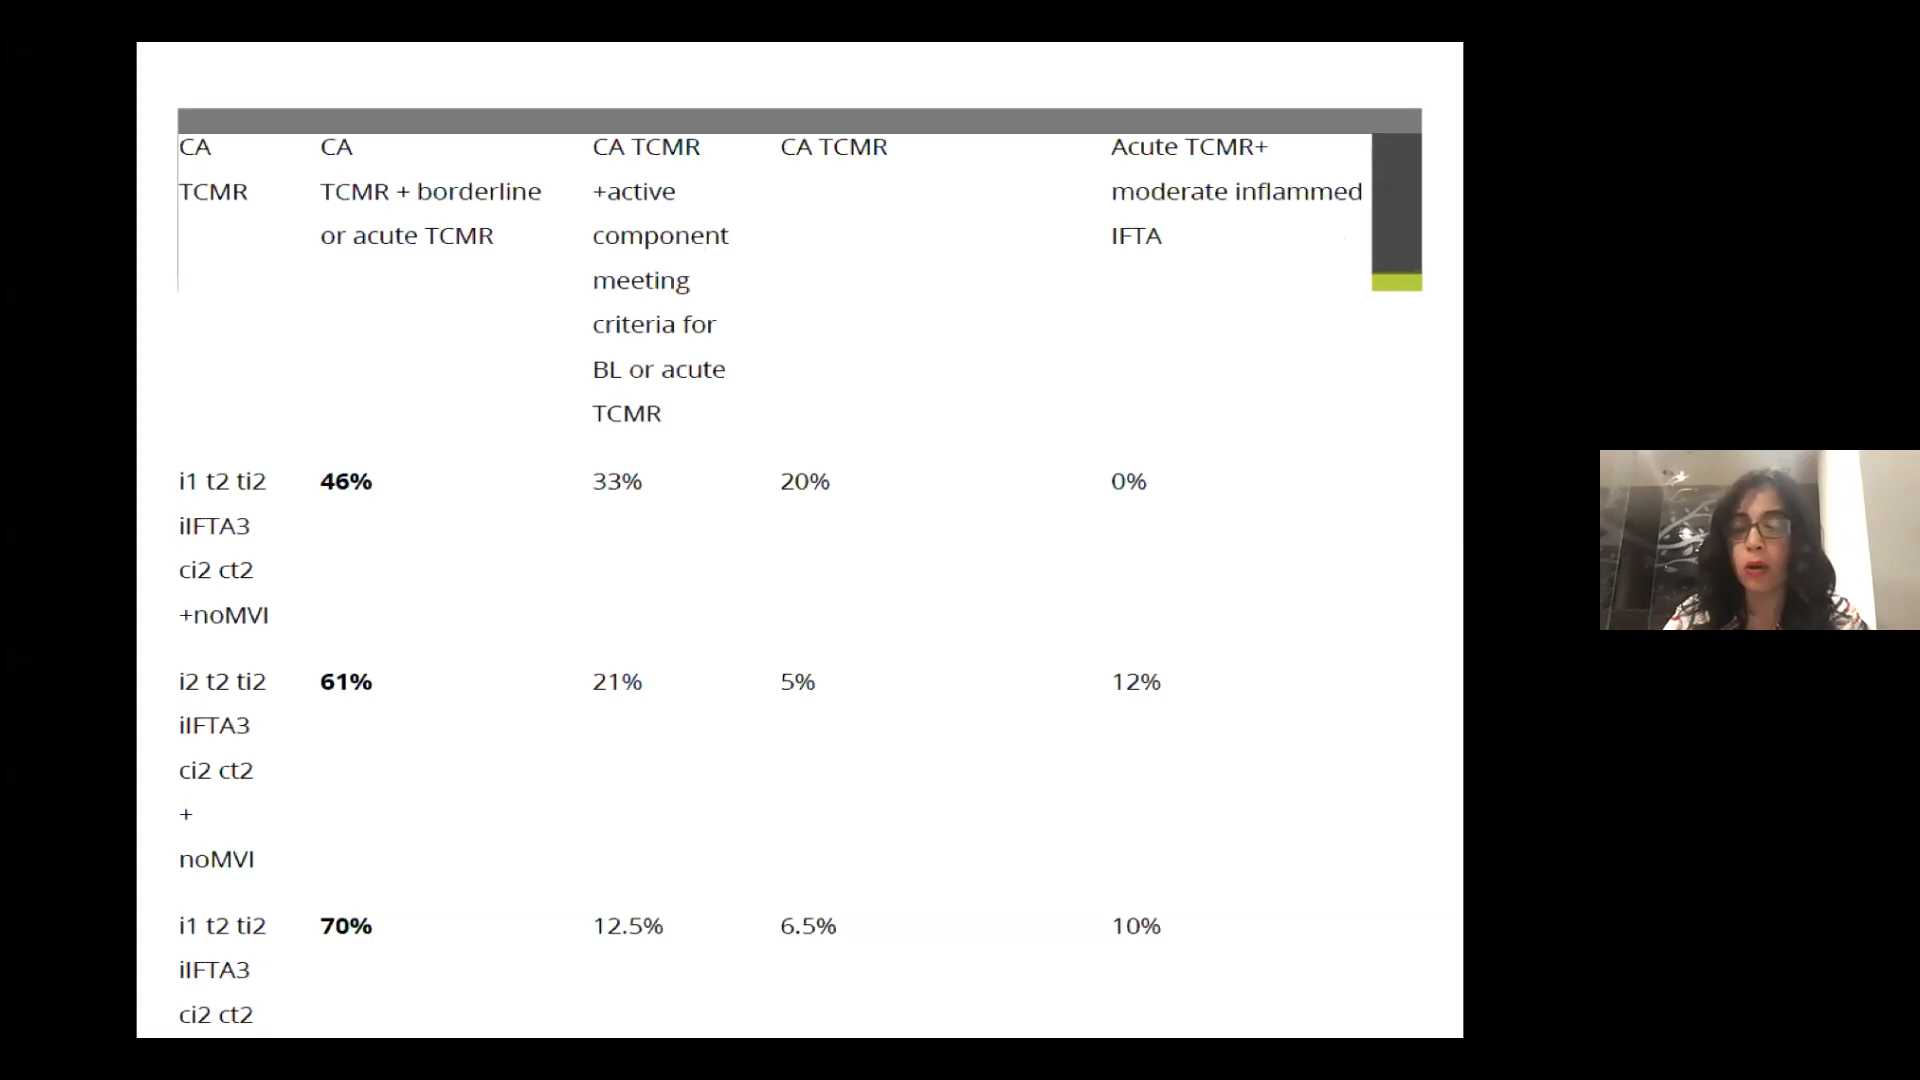 CA
TCMR
CA
TCMR + borderline
or acute TCMR
CA TCMR
+active
component
meeting
criteria for
BL or acute
TCMR
CA TCMR
Acute TCMR+
moderate inflammed
IFTA
i1 t2 ti2
iIFTA3
ci2 ct2
+noMVI
46%
33%
20%
0%
i2 t2 ti2
iIFTA3
ci2 ct2
+
noMVI
61%
21%
5%
12%
i1 t2 ti2
iIFTA3
ci2 ct2
70%
12.5%
6.5%
10%